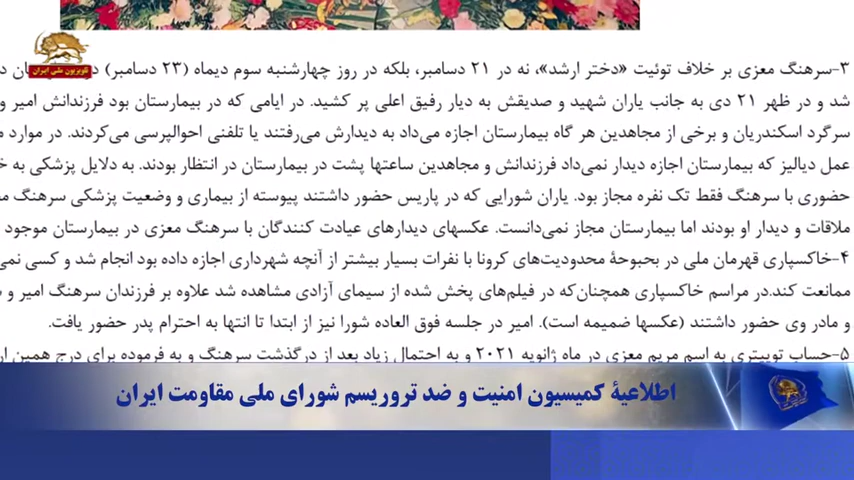 تلویزیون ملی ایران
۳-سرهنگ معزی بر خلاف توئیت «دختر ارشد»، نه در ۲۱ دسامبر، بلکه در روز چهارشنبه سوم دیماه (۲۳ دسامبر)
شد و در ظهر ۲۱ دی به جانب یاران شهید و صدیقش به دیار رفیق اعلی پر کشید. در ایامی که در بیمارستان بود فرزندانش امیر و
سرگرد اسکندریان و برخی از مجاهدین هر گاه بیمارستان اجازه می‌داد به دیدارش می‌رفتند یا تلفنی احوالپرسی می‌کردند. در موارد
عمل دیالیز که بیمارستان اجازه دیدار نمی‌داد فرزندانش و مجاهدین ساعتها پشت در بیمارستان در انتظار بودند. به دلایل پزشکی به
حضوری با سرهنگ فقط تک نفره مجاز بود. یاران شورایی که در پاریس حضور داشتند پیوسته از بیماری و وضعیت پزشکی سرهنگ
ملاقات و دیدار او بودند اما بیمارستان مجاز نمی‌دانست. عکسهای دیدارهای عیادت کنندگان با سرهنگ معزی در بیمارستان موجود
۴-خاکسپاری قهرمان ملی در بحبوحهٔ محدودیت‌های کرونا با نفرات بسیار بیشتر از آنچه شهرداری اجازه داده بود انجام شد و کسی
ممانعت کند.در مراسم خاکسپاری همچنان‌که در فیلم‌های پخش شده از سیمای آزادی مشاهده شد علاوه بر فرزندان سرهنگ امیر و
و مادر وی حضور داشتند (عکسها ضمیمه است). امیر در جلسه فوق العاده شورا نیز از ابتدا تا انتها به احترام پدر حضور یافت.
۵-حساب توییتری به اسم مریم معزی در ماه ژانویه ۲۰۲۱ و به احتمال زیاد بعد از درگذشت سرهنگ و به فرموده برای درج همین
اطلاعیهٔ کمیسیون امنیت و ضد تروریسم شورای ملی مقاومت ایران